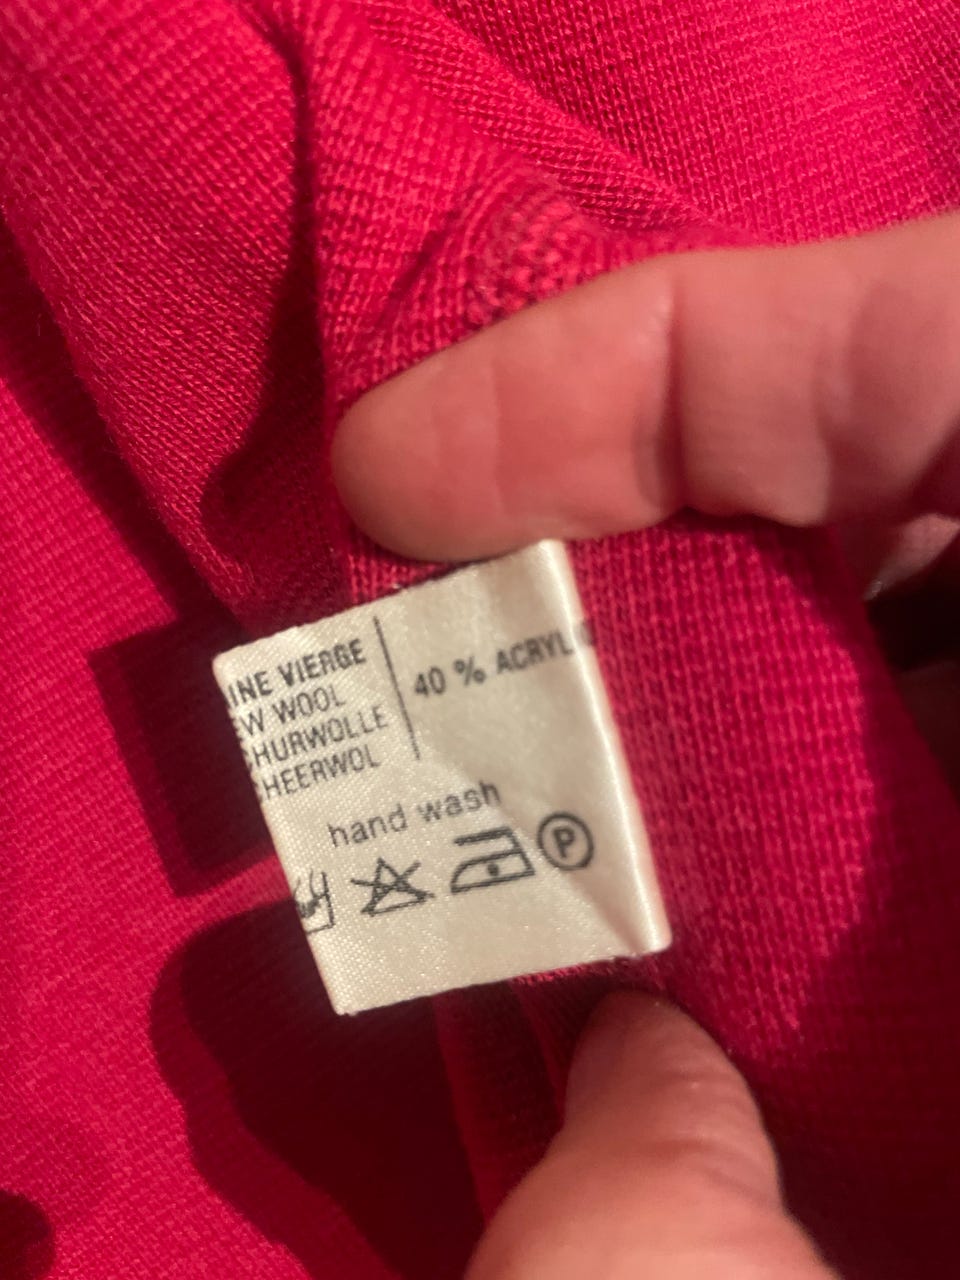 INE VIERGE
W WOOL
HURWOLLE
HEERWOL
40 % ACRYL
hand wash
P